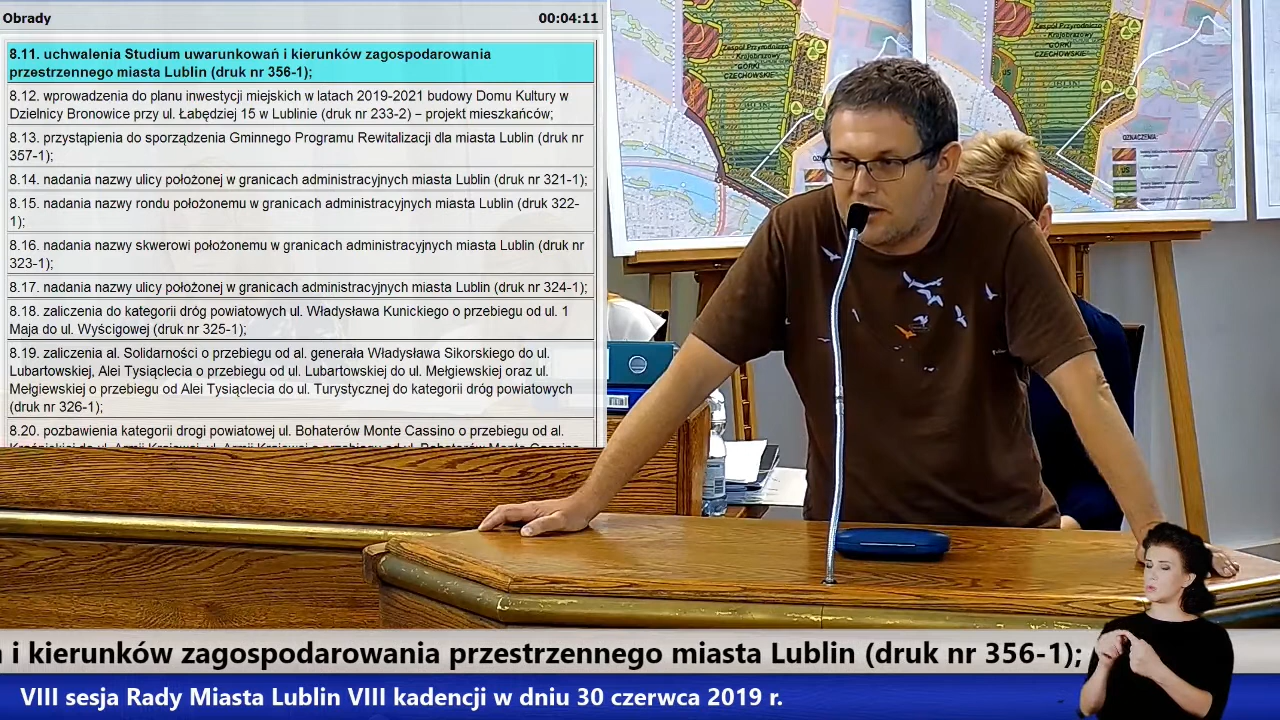 Obrady
00:04:11
8.11. uchwalenia Studium uwarunkowań i kierunków zagospodarowania
przestrzennego miasta Lublin (druk nr 356-1);
8.12. wprowadzenia do planu inwestycji miejskich w latach 2019-2021 budowy Domu Kultury w
Dzielnicy Bronowice przy ul. Łabędziej 15 w Lublinie (druk nr 233-2) – projekt mieszkańców;
8.13. przystąpienia do sporządzenia Gminnego Programu Rewitalizacji dla miasta Lublin (druk nr
357-1);
8.14. nadania nazwy ulicy położonej w granicach administracyjnych miasta Lublin (druk nr 321-1);
8.15. nadania nazwy rondu położonemu w granicach administracyjnych miasta Lublin (druk nr 322-
1);
8.16. nadania nazwy skwerowi położonemu w granicach administracyjnych miasta Lublin (druk nr
323-1);
8.17. nadania nazwy ulicy położonej w granicach administracyjnych miasta Lublin (druk nr 324-1);
8.18. zaliczenia do kategorii dróg powiatowych ul. Władysława Kunickiego o przebiegu od ul. 1
Maja do ul. Wyścigowej (druk nr 325-1);
8.19. zaliczenia al. Solidarności o przebiegu od al. generała Władysława Sikorskiego do ul.
Lubartowskiej, Alei Tysiąclecia o przebiegu od ul. Lubartowskiej do ul. Mełgiewskiej oraz ul.
Mełgiewskiej o przebiegu od Alei Tysiąclecia do ul. Turystycznej do kategorii dróg powiatowych
(druk nr 326-1);
8.20. pozbawienia kategorii drogi powiatowej ul. Bohaterów Monte Cassino o przebiegu od al.
Zespół Przyrodniczo
Krajobrazowy
"GÓRKI
CZECHOWSKIE"
Zespół Przyrodniczo
Krajobrazowy
"GÓRKI
CZECHOWSKIE"
OZNACZENIA:
i kierunków zagospodarowania przestrzennego miasta Lublin (druk nr 356-1);
VIII sesja Rady Miasta Lublin VIII kadencji w dniu 30 czerwca 2019 r.